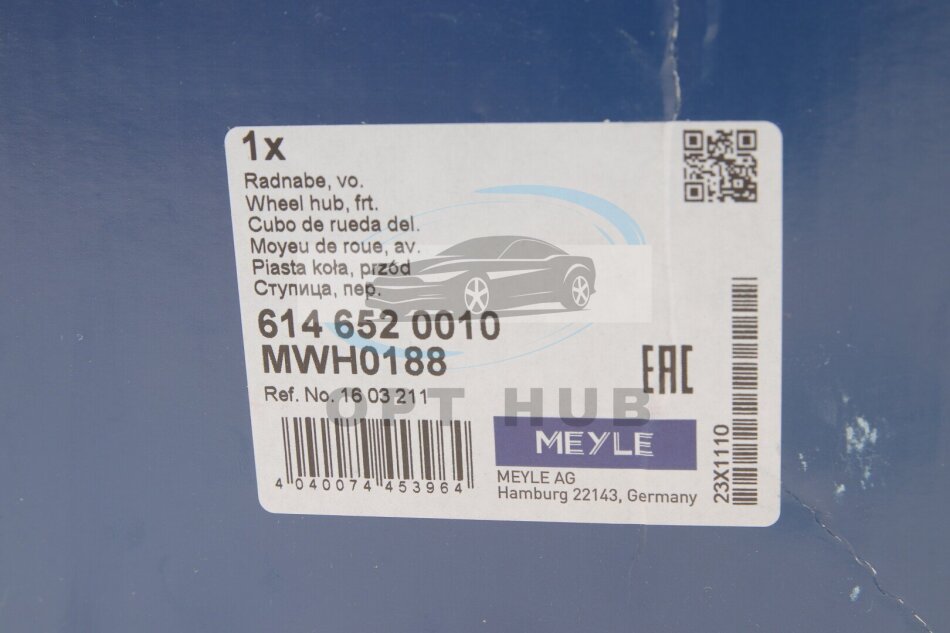 1x
Radnabe, vo.
Wheel hub, frt.
Cubo de rueda del.
Moyeu de roue, av.
Piasta koła, przód
Ступица, пер.
614 652 0010
MWH0188
Ref. No. 16 03 211
EAC
OPT HUB
MEYLE
MEYLE AG
Hamburg 22143, Germany
4 040074 453964
23X1110